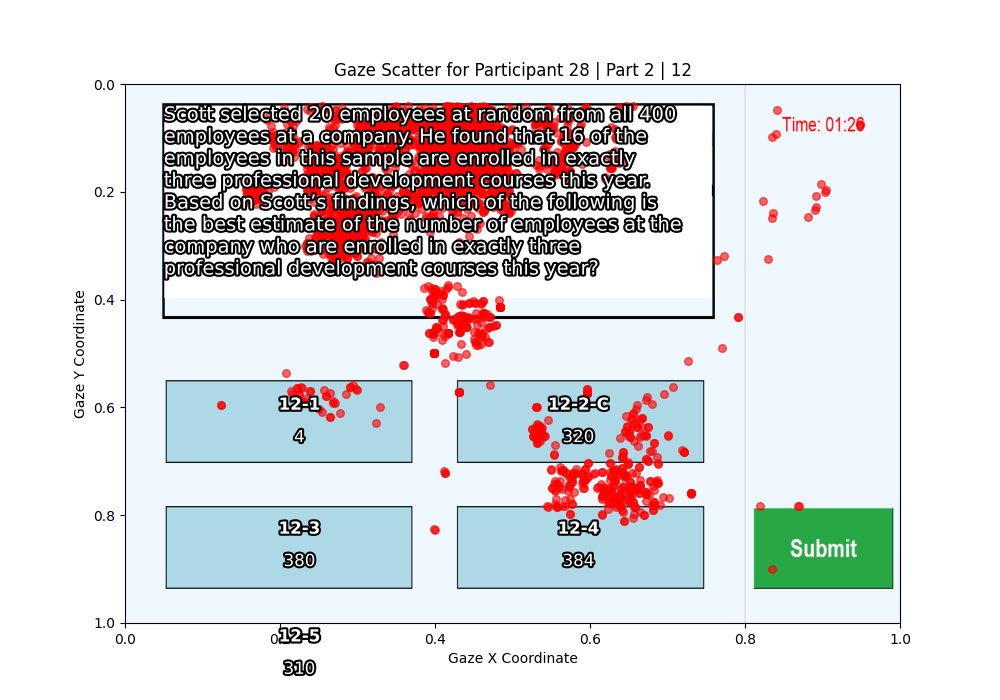 Gaze Scatter for Participant 28 | Part 2 | 12
Scott selected 20 employees at random from all 400
employees at a company. He found that 16 of the
employees in this sample are enrolled in exactly
three professional development courses this year.
Based on Scott's findings, which of the following is
the best estimate of the number of employees at the
company who are enrolled in exactly three
professional development courses this year?
Time: 01:26
12-1
4
12-2-C
320
12-3
380
12-4
384
Submit
12-5
310
0.0
0.2
0.4
0.6
0.8
1.0
Gaze Y Coordinate
0.0
0.2
0.4
0.6
0.8
1.0
Gaze X Coordinate